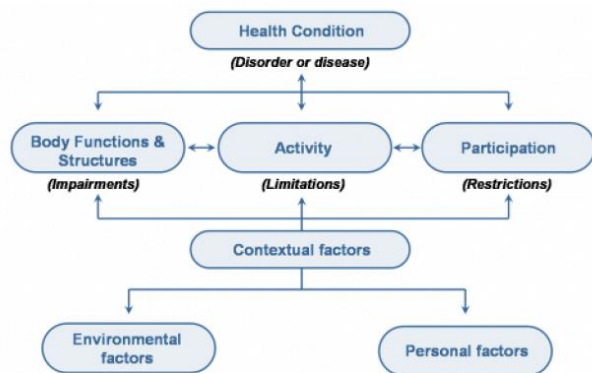 Health Condition
(Disorder or disease)
Body Functions &
Structures
(Impairments)
Activity
(Limitations)
Participation
(Restrictions)
Contextual factors
Environmental
factors
Personal factors